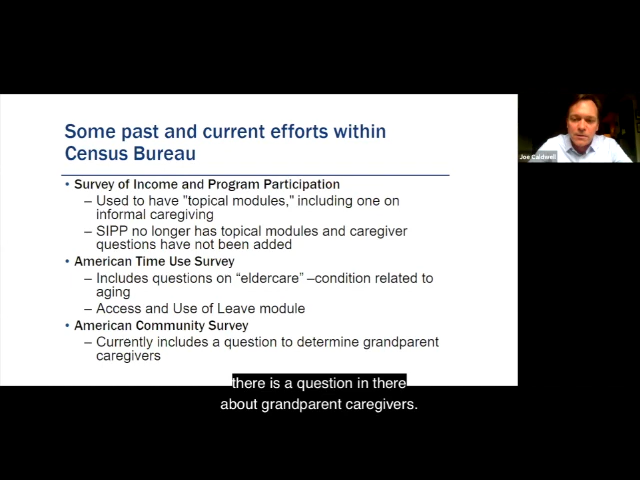 Some past and current efforts within
Census Bureau
• Survey of Income and Program Participation
– Used to have "topical modules," including one on
informal caregiving
– SIPP no longer has topical modules and caregiver
questions have not been added
• American Time Use Survey
– Includes questions on “eldercare” –condition related to
aging
– Access and Use of Leave module
• American Community Survey
– Currently includes a question to determine grandparent
caregivers
Joe Caldwell
there is a question in there
about grandparent caregivers.